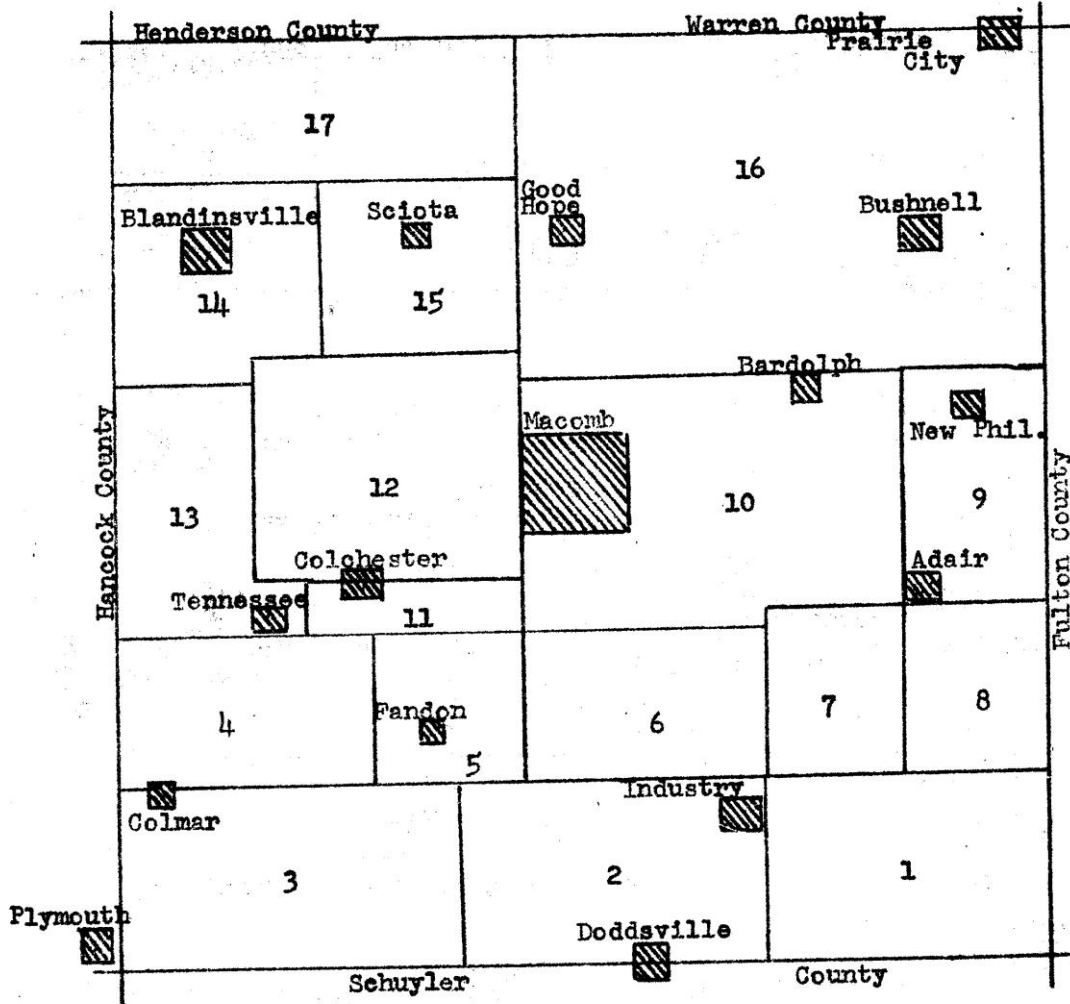 Henderson County
Warren County
Prairie
City
17
16
Good
Hope
Blandinsville
Sciota
Bushnell
14
15
Bardolph
Macomb
New Phil.
Hancock County
13
12
10
9
Fulton County
Colchester
Adair
Tennessee
11
4
Fandon
5
6
7
8
Industry
Colmar
3
2
1
Plymouth
Doddsville
Schuyler
County